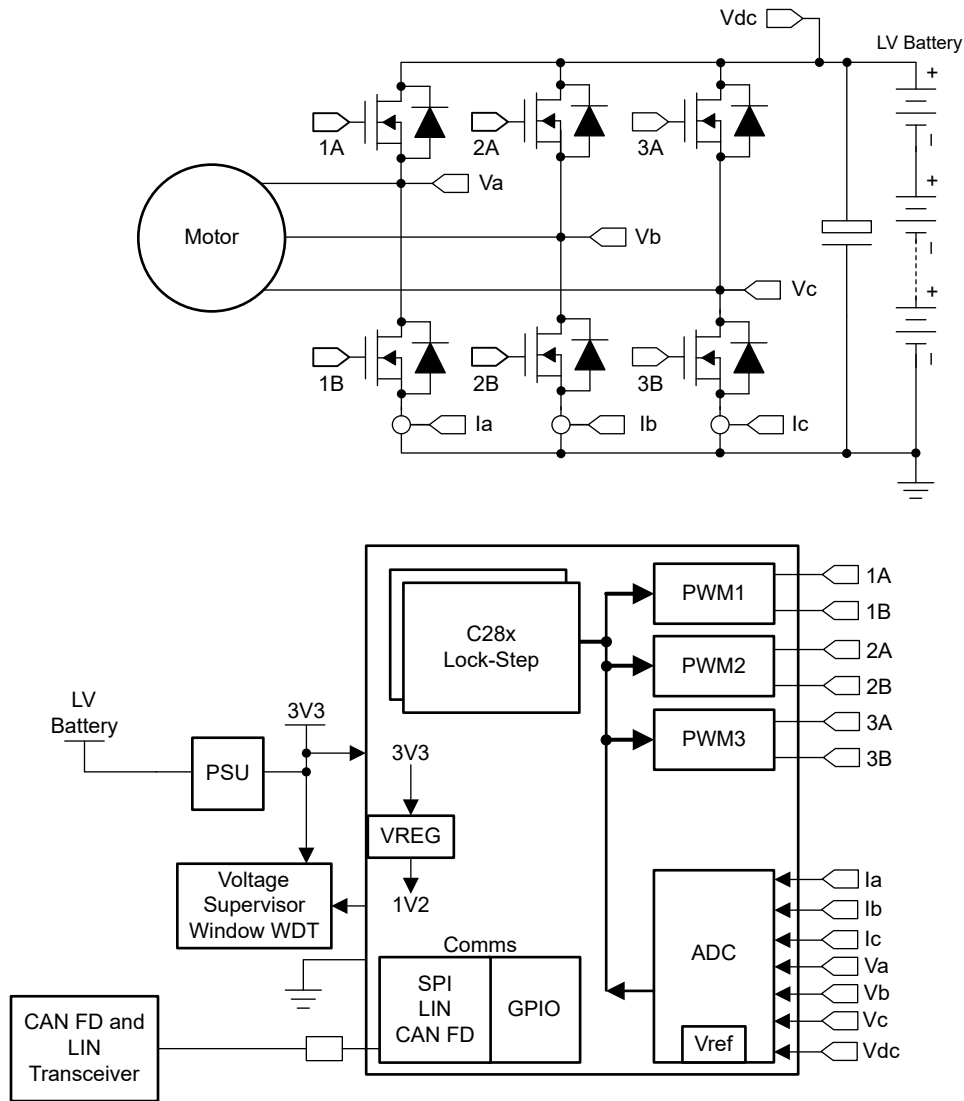 Vdc
LV Battery
+
1A
2A
3A
−
Va
+
Motor
Vb
−
Vc
+
1B
2B
3B
−
Ia
Ib
Ic
PWM1
1A
1B
C28x
Lock-Step
PWM2
2A
2B
LV
Battery
3V3
PWM3
3A
3B
PSU
3V3
VREG
Voltage
Supervisor
Window WDT
1V2
Ia
Ib
Comms
ADC
Ic
SPI
LIN
CAN FD
GPIO
Va
Vb
CAN FD and
LIN
Transceiver
Vc
Vref
Vdc